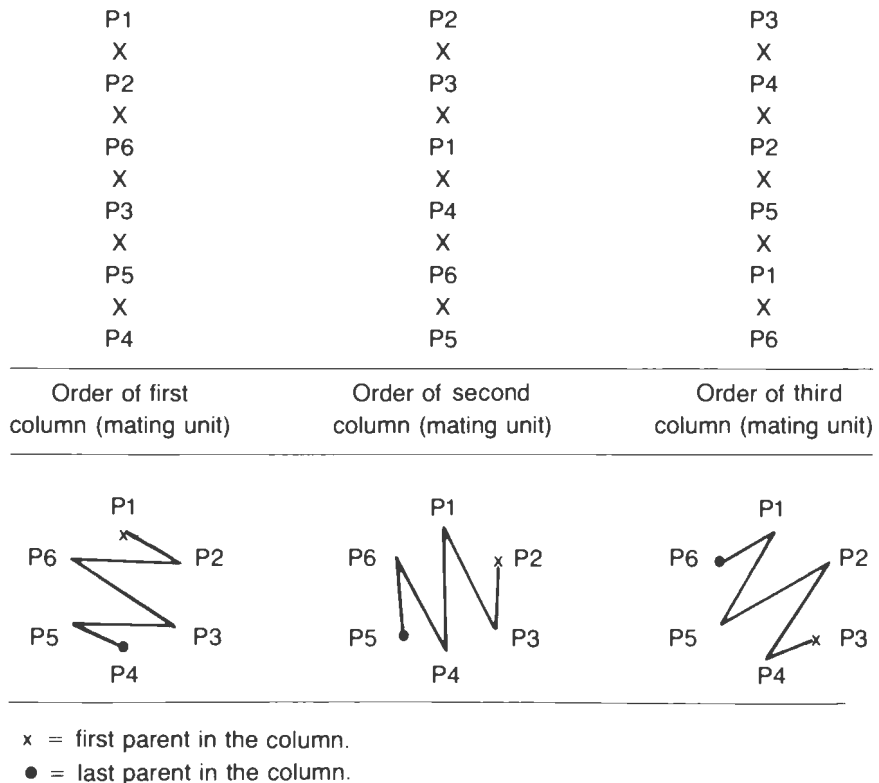 P1 P2 P3
X X X
P2 P3 P4
X X X
P6 P1 P2
X X X
P3 P4 P5
X X X
P5 P6 P1
X X X
P4 P5 P6
Order of first Order of second Order of third
column (mating unit) column (mating unit) column (mating unit)
P1 P1 P1
P6 P2 P6 P2 P6 P2
P5 P3 P5 P3 P5 P3
P4 P4 P4
x = first parent in the column.
● = last parent in the column.